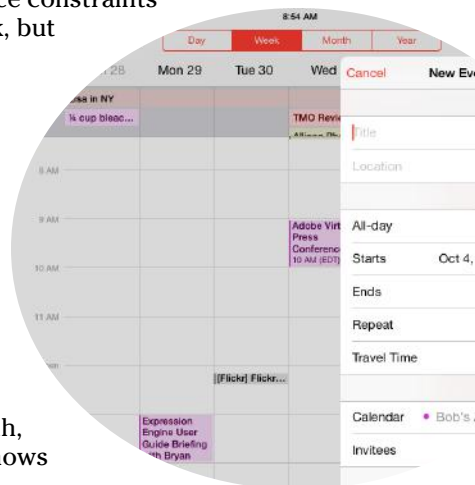 ce constraints
k, but
8:54 AM
Day Week Month Year
28 Mon 29 Tue 30 Wed
sa in NY
¼ cup bleac...
TMO Revie
8 AM
9 AM
10 AM
11 AM
Adobe Virt
Press
Conferenc
10 AM (EDT)
[Flickr] Flickr...
Expression
Engine User
Guide Briefing
with Bryan
Cancel New Eve
Title
Location
All-day
Starts Oct 4,
Ends
Repeat
Travel Time
Calendar • Bob's
Invitees
h,
hows